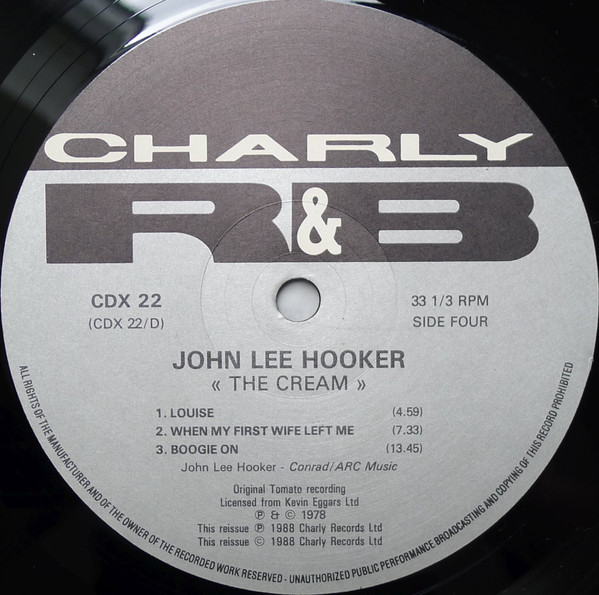 CHARLY
R&B
CDX 22
(CDX 22/D)
33 1/3 RPM
SIDE FOUR
JOHN LEE HOOKER
« THE CREAM »
1. LOUISE (4.59)
2. WHEN MY FIRST WIFE LEFT ME (7.33)
3. BOOGIE ON (13.45)
John Lee Hooker - Conrad/ARC Music
Original Tomato recording
Licensed from Kevin Eggars Ltd
℗ & © 1978
This reissue ℗ 1988 Charly Records Ltd
This reissue © 1988 Charly Records Ltd
ALL RIGHTS OF THE MANUFACTURER AND OF THE OWNER OF THE RECORDED WORK RESERVED - UNAUTHORIZED PUBLIC PERFORMANCE BROADCASTING AND COPYING OF THIS RECORD PROHIBITED